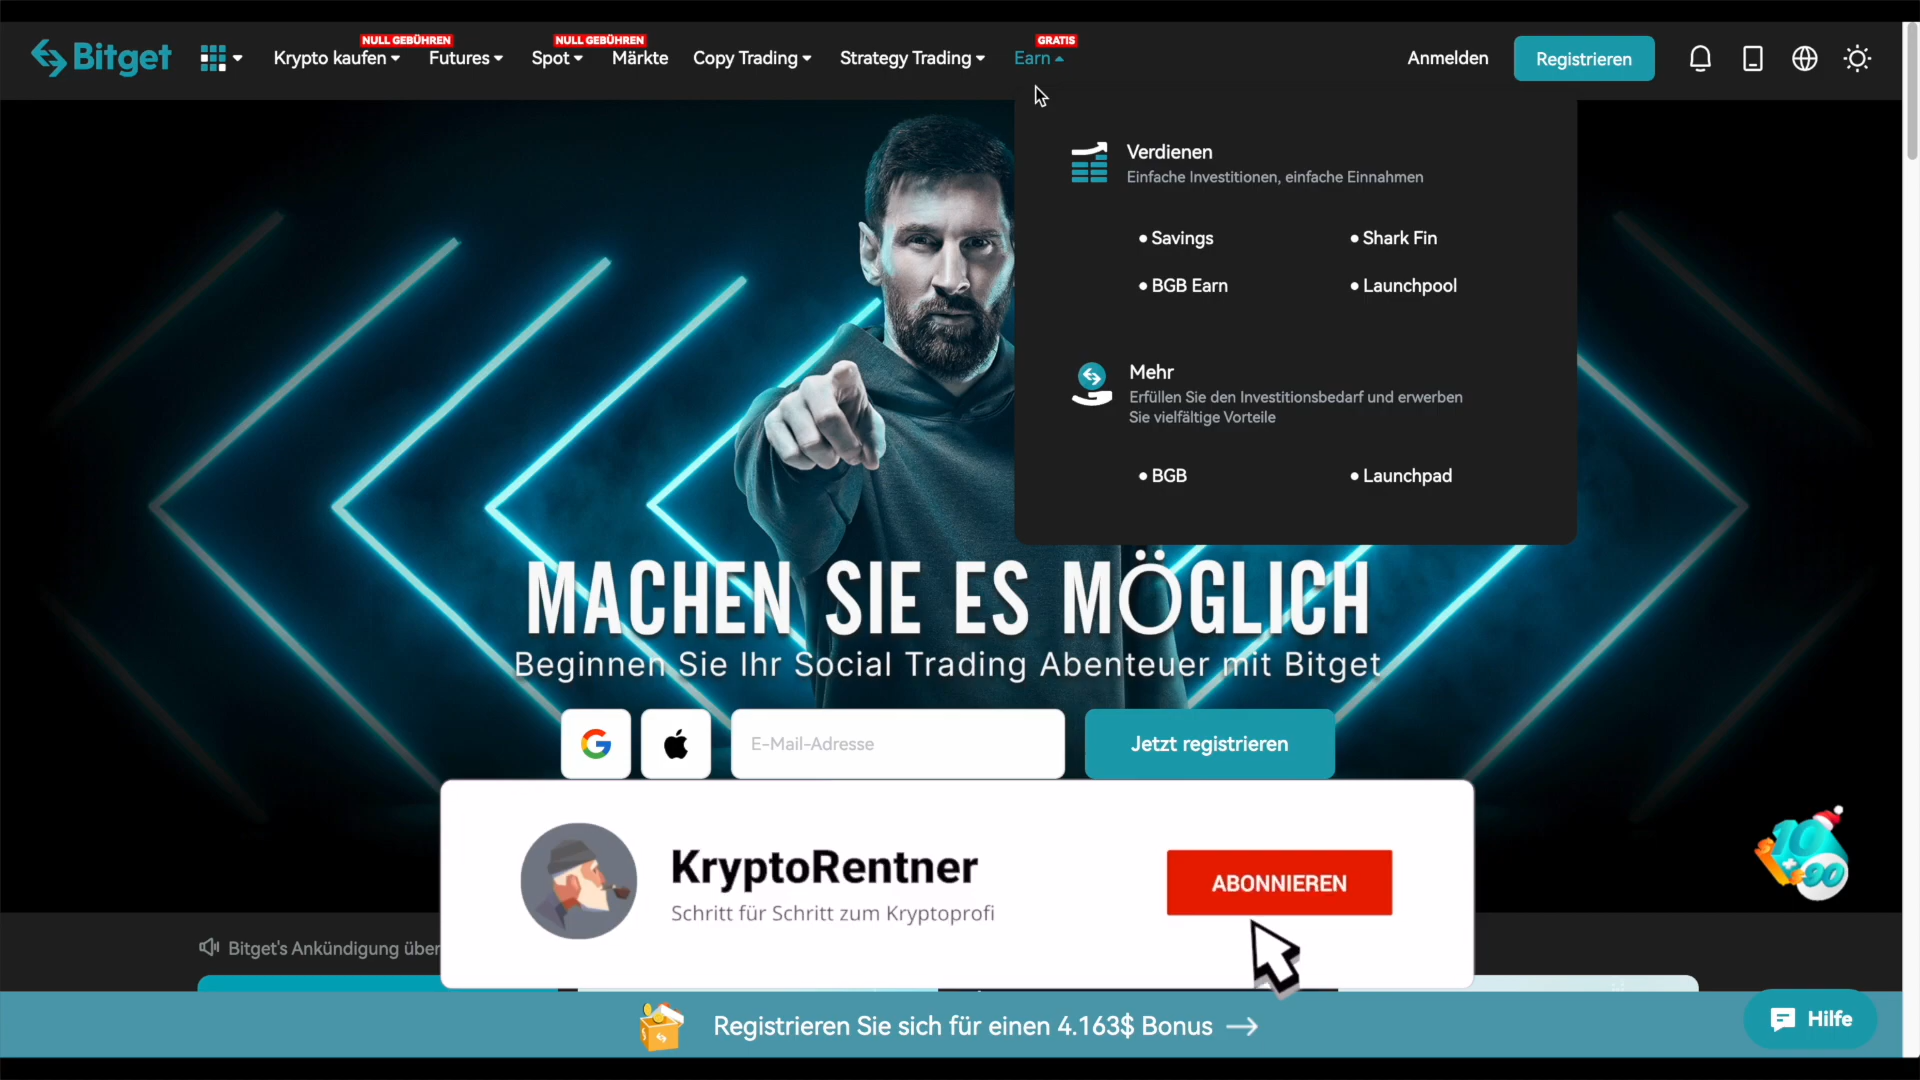 Bitget
Krypto kaufen
NULL GEBÜHREN
Futures
Spot
NULL GEBÜHREN
Märkte
Copy Trading
Strategy Trading
Earn
GRATIS
Anmelden
Registrieren
Verdienen
Einfache Investitionen, einfache Einnahmen
• Savings
• Shark Fin
• BGB Earn
• Launchpool
Mehr
Erfüllen Sie den Investitionsbedarf und erwerben
Sie vielfältige Vorteile
• BGB
• Launchpad
MACHEN SIE ES MÖGLICH
Beginnen Sie Ihr Social Trading Abenteuer mit Bitget
G
E-Mail-Adresse
Jetzt registrieren
KryptoRentner
Schritt für Schritt zum Kryptoprofi
ABONNIEREN
10
+
90
Bitget's Ankündigung über
Registrieren Sie sich für einen 4.163$ Bonus →
Hilfe